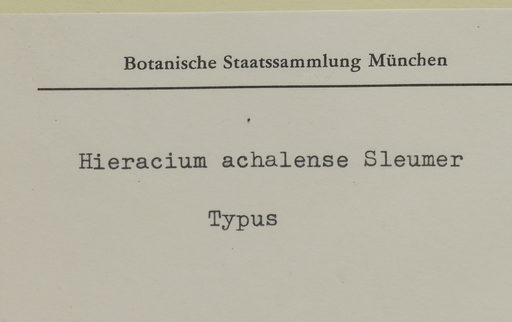 Botanische Staatssammlung München
Hieracium achalense Sleumer
Typus